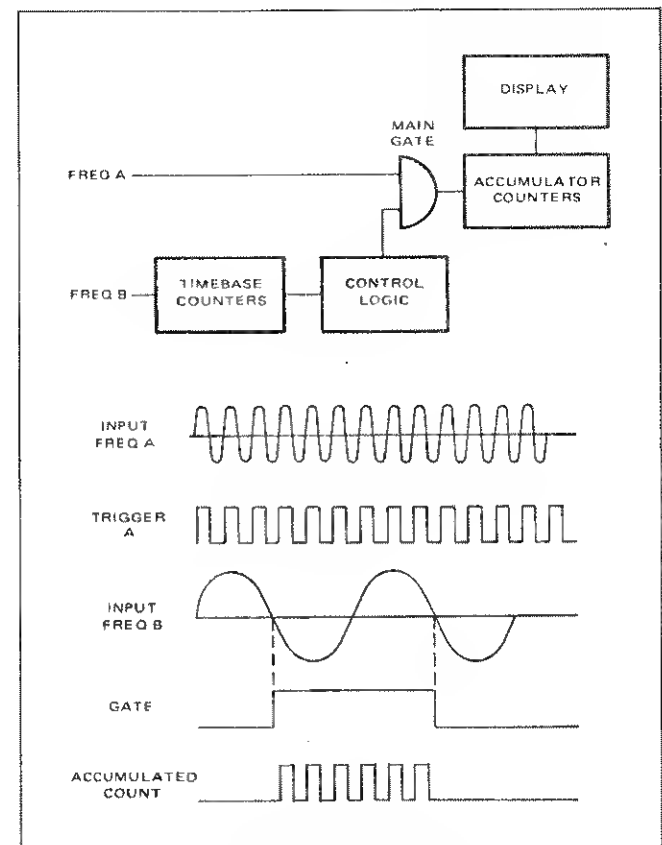 DISPLAY
MAIN
GATE
FREQ A
ACCUMULATOR
COUNTERS
FREQ B
TIMEBASE
COUNTERS
CONTROL
LOGIC
INPUT
FREQ A
TRIGGER
A
INPUT
FREQ B
GATE
ACCUMULATED
COUNT